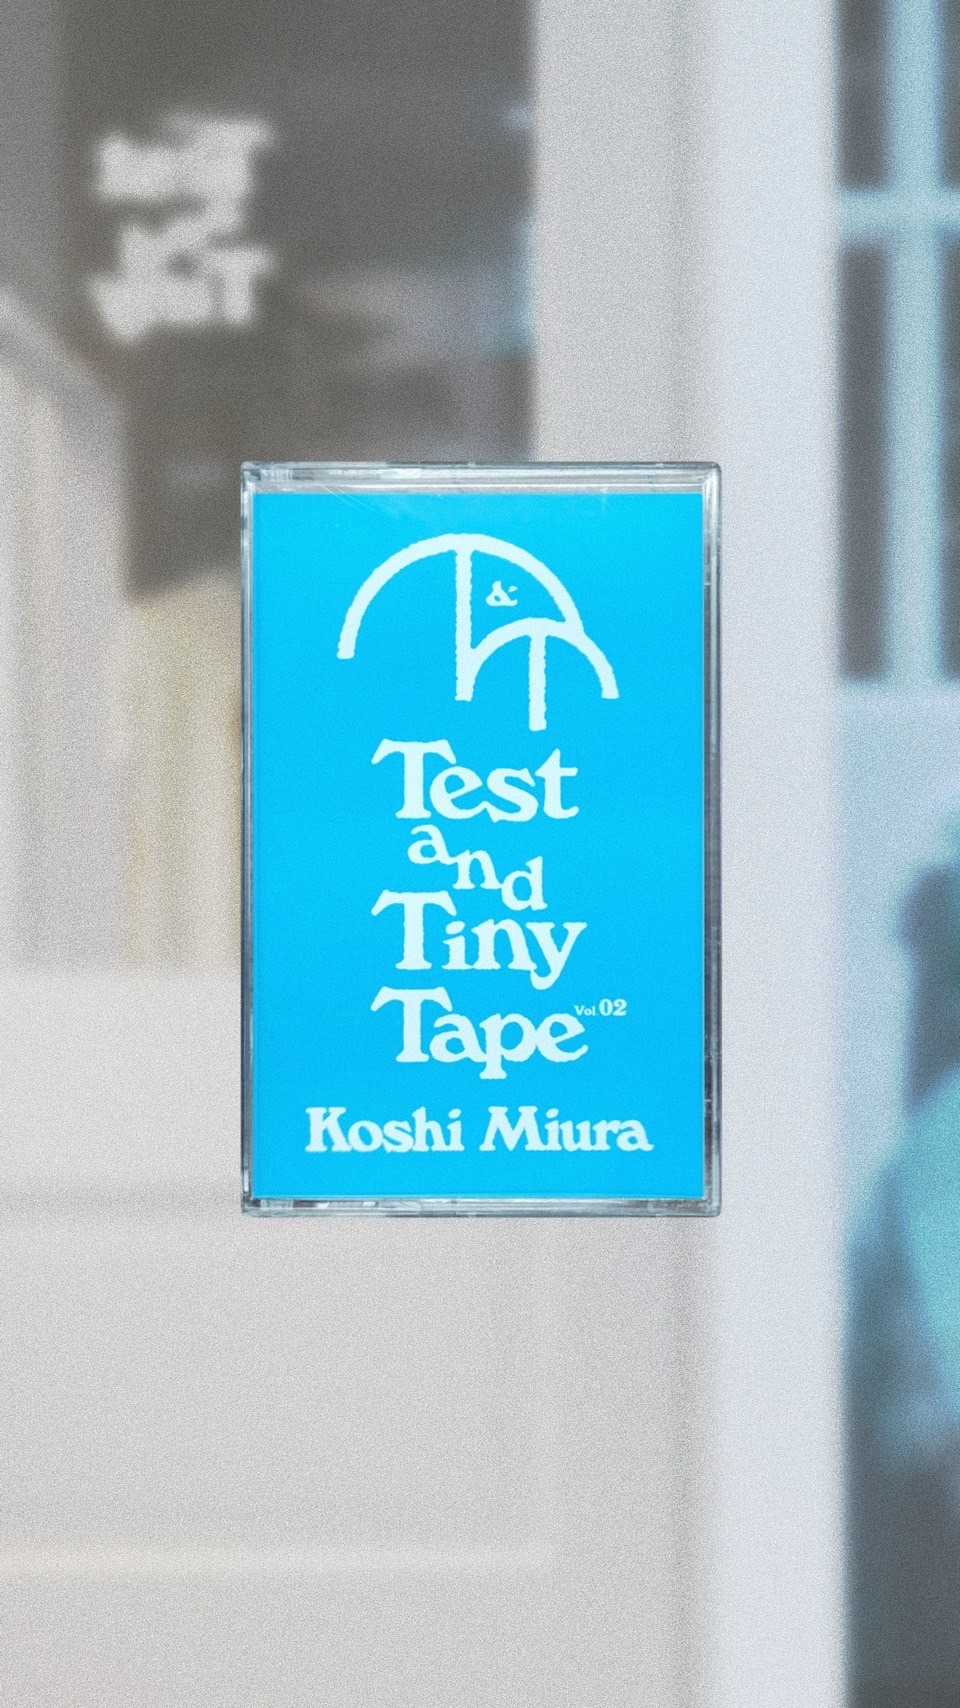 &
Test
and
Tiny
Tape Vol 02
Koshi Miura